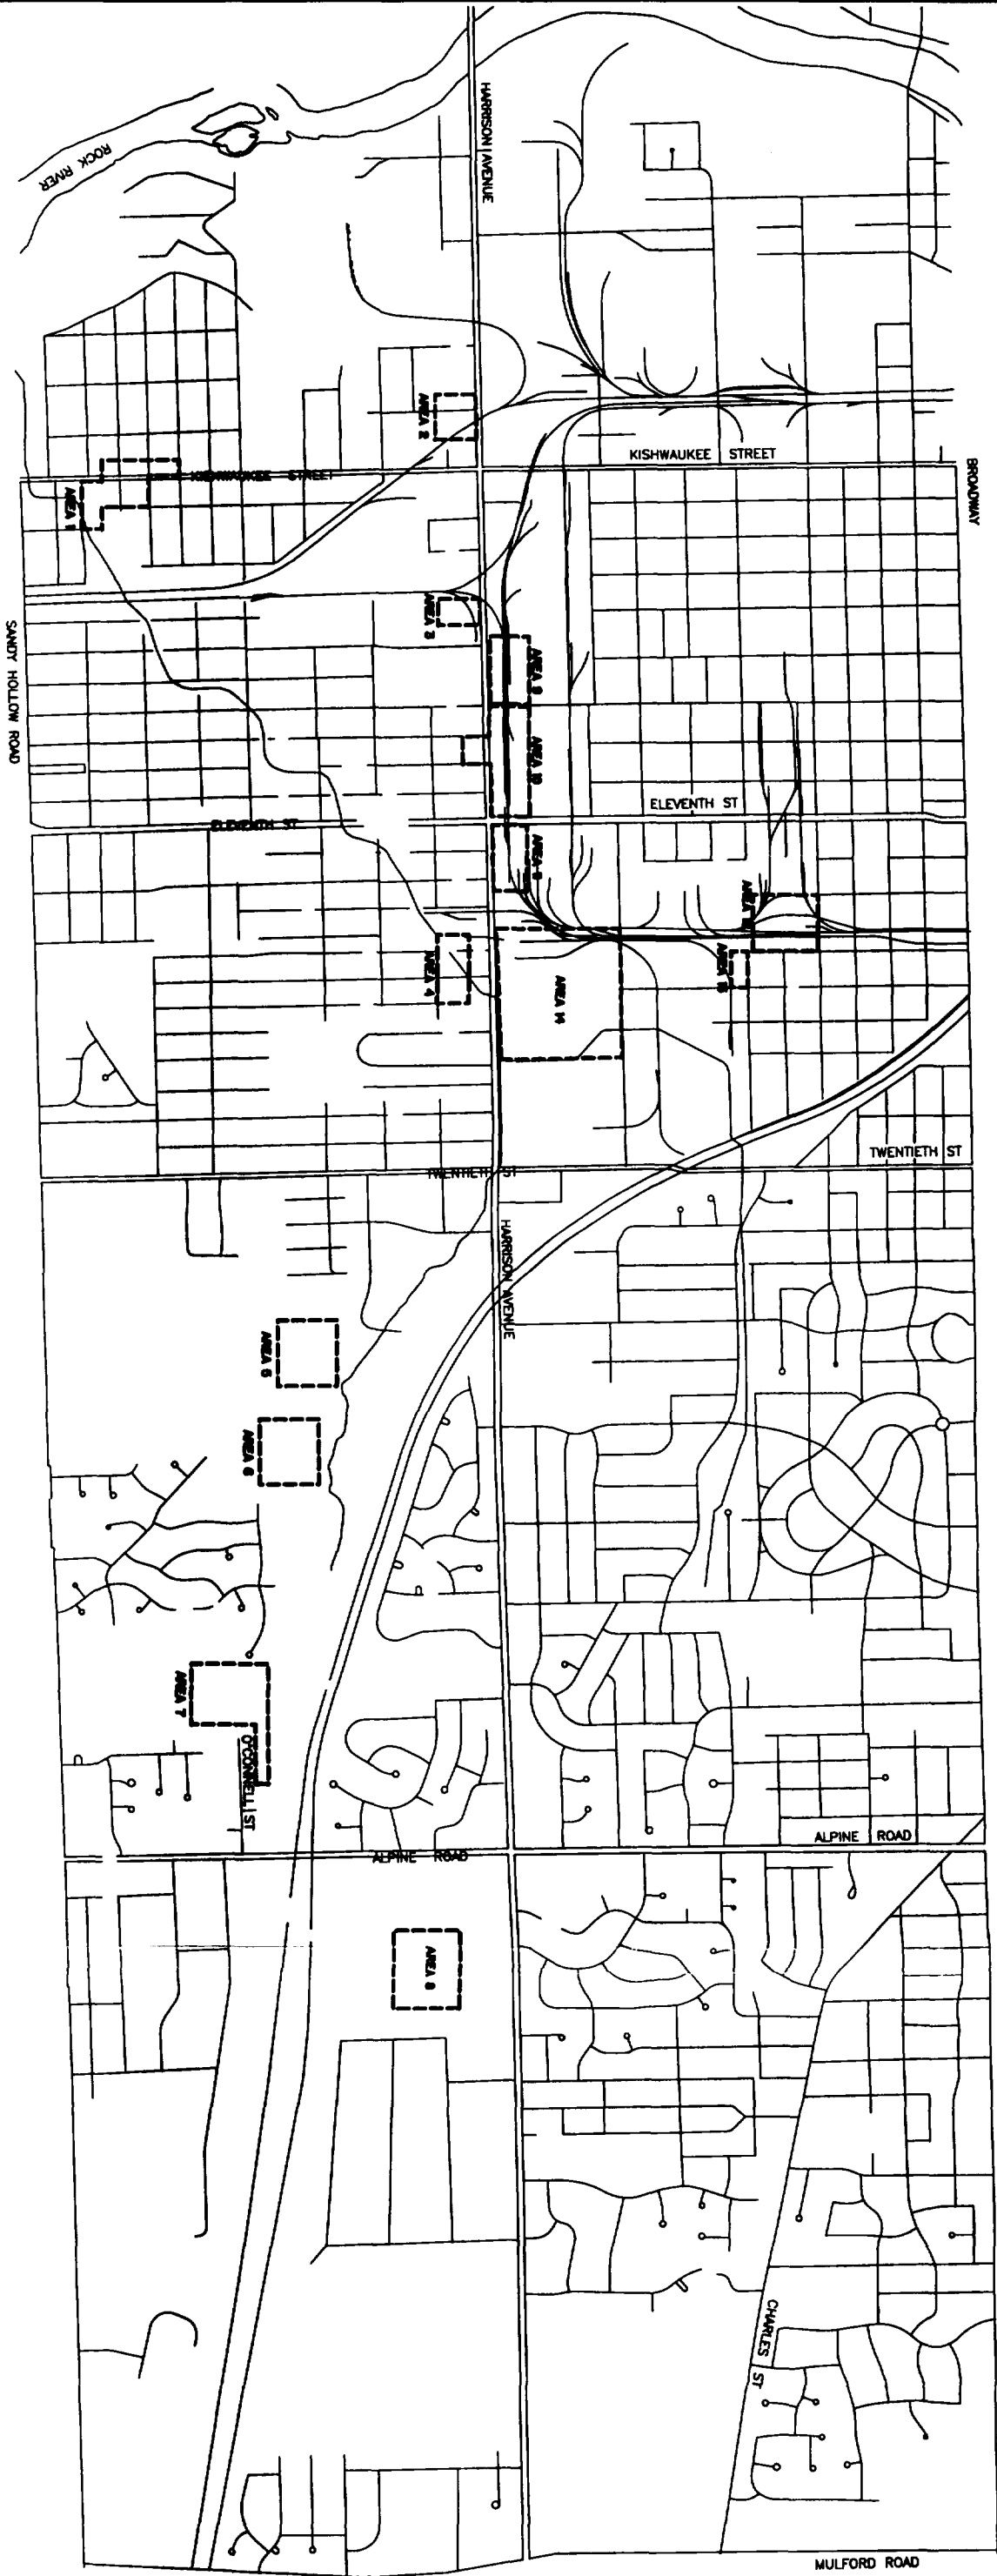 HARRISON AVENUE
ROCK RIVER
AREA 2
KISHWAUKEE STREET
BROADWAY
KISHWAUKEE STREET
AREA 1
AREA 3
SANDY HOLLOW ROAD
AREA 9
AREA 10
ELEVENTH ST
ELEVENTH ST
AREA 4
AREA 14
TWENTIETH ST
TWENTIETH ST
HARRISON AVENUE
AREA 5
AREA 6
AREA 7
O'CONNELL ST
ALPINE ROAD
ALPINE ROAD
AREA 8
CHARLES ST
MULFORD ROAD